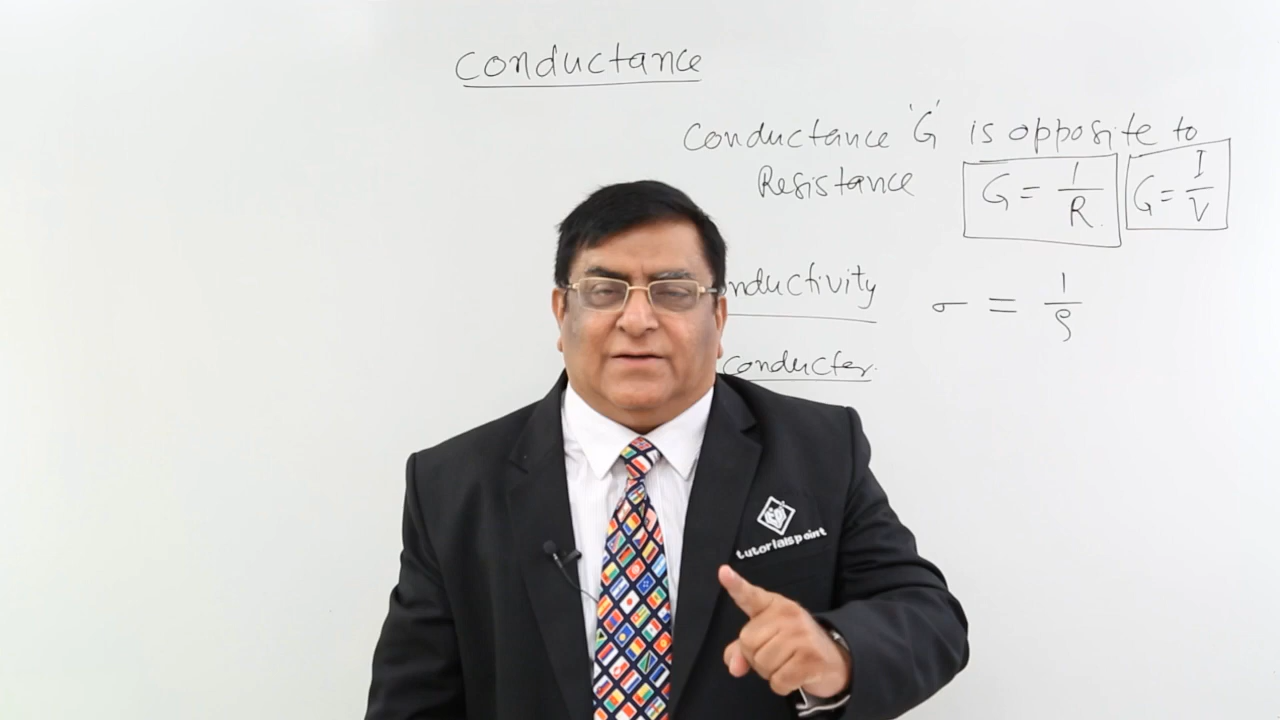 Conductance
Conductance 'G' is opposite to
Resistance G = 1/R. G = I/V
nductivity σ = 1/ρ
conducter.
tutorialspoint